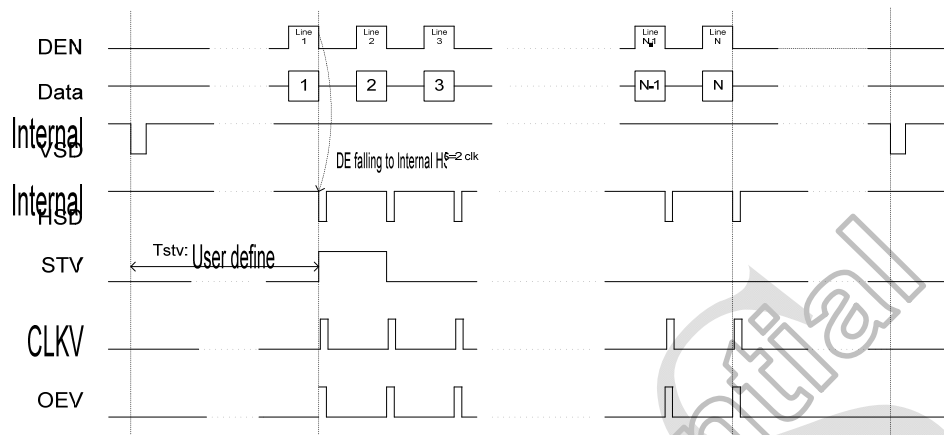 DEN
Line 1
Line 2
Line 3
Line N-1
Line N
Data
1
2
3
N-1
N
Internal VSD
DE falling to Internal HS=2 clk
Internal HSD
Tstv: User define
STV
CLKV
OEV
ntial